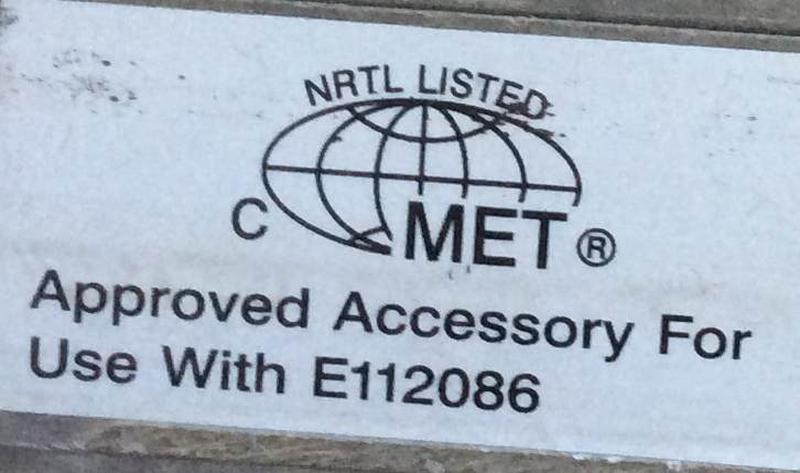 NRTL LISTED
C MET®
Approved Accessory For
Use With E112086